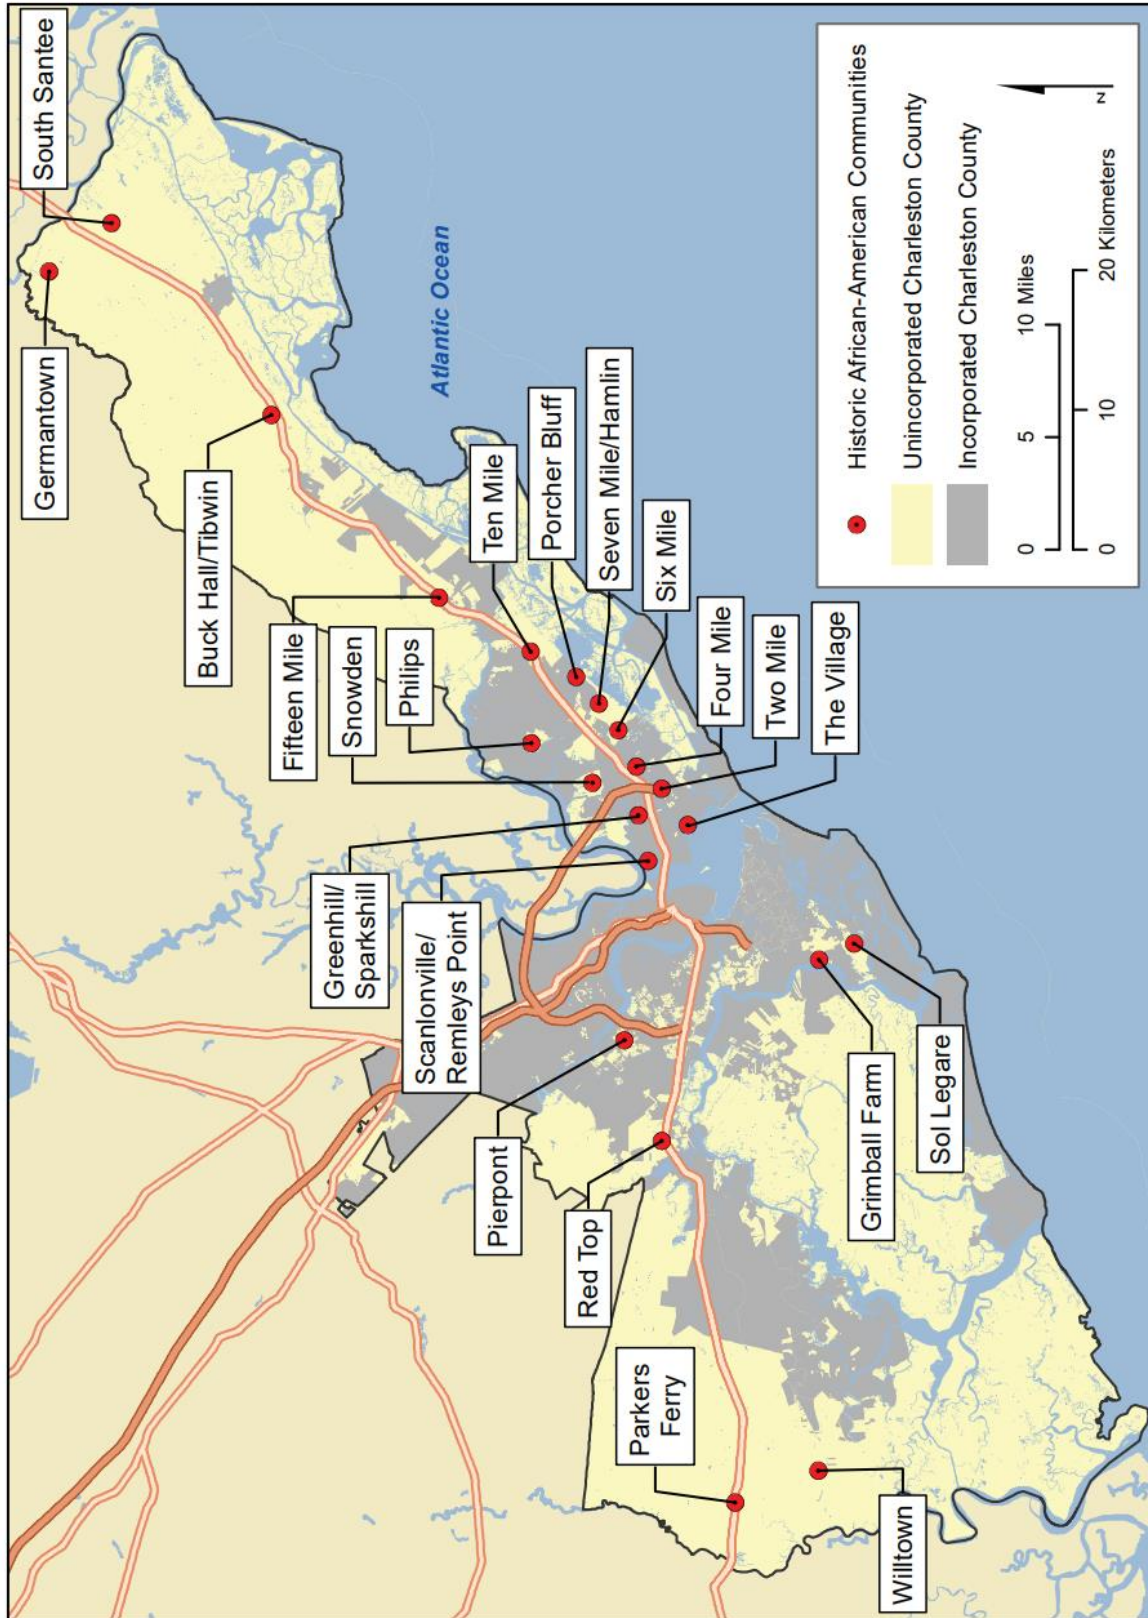 South Santee
Germantown
Buck Hall/Tibwin
Fifteen Mile
Snowden
Philips
Greenhill/
Sparkshill
Scanlonville/
Remleys Point
Pierpont
Red Top
Parkers
Ferry
Wiltown
Atlantic Ocean
Ten Mile
Porcher Bluff
Seven Mile/Hamlin
Six Mile
Four Mile
Two Mile
The Village
Grimball Farm
Sol Legare
Historic African-American Communities
Unincorporated Charleston County
Incorporated Charleston County
0 5 10 Miles
0 10 20 Kilometers
N